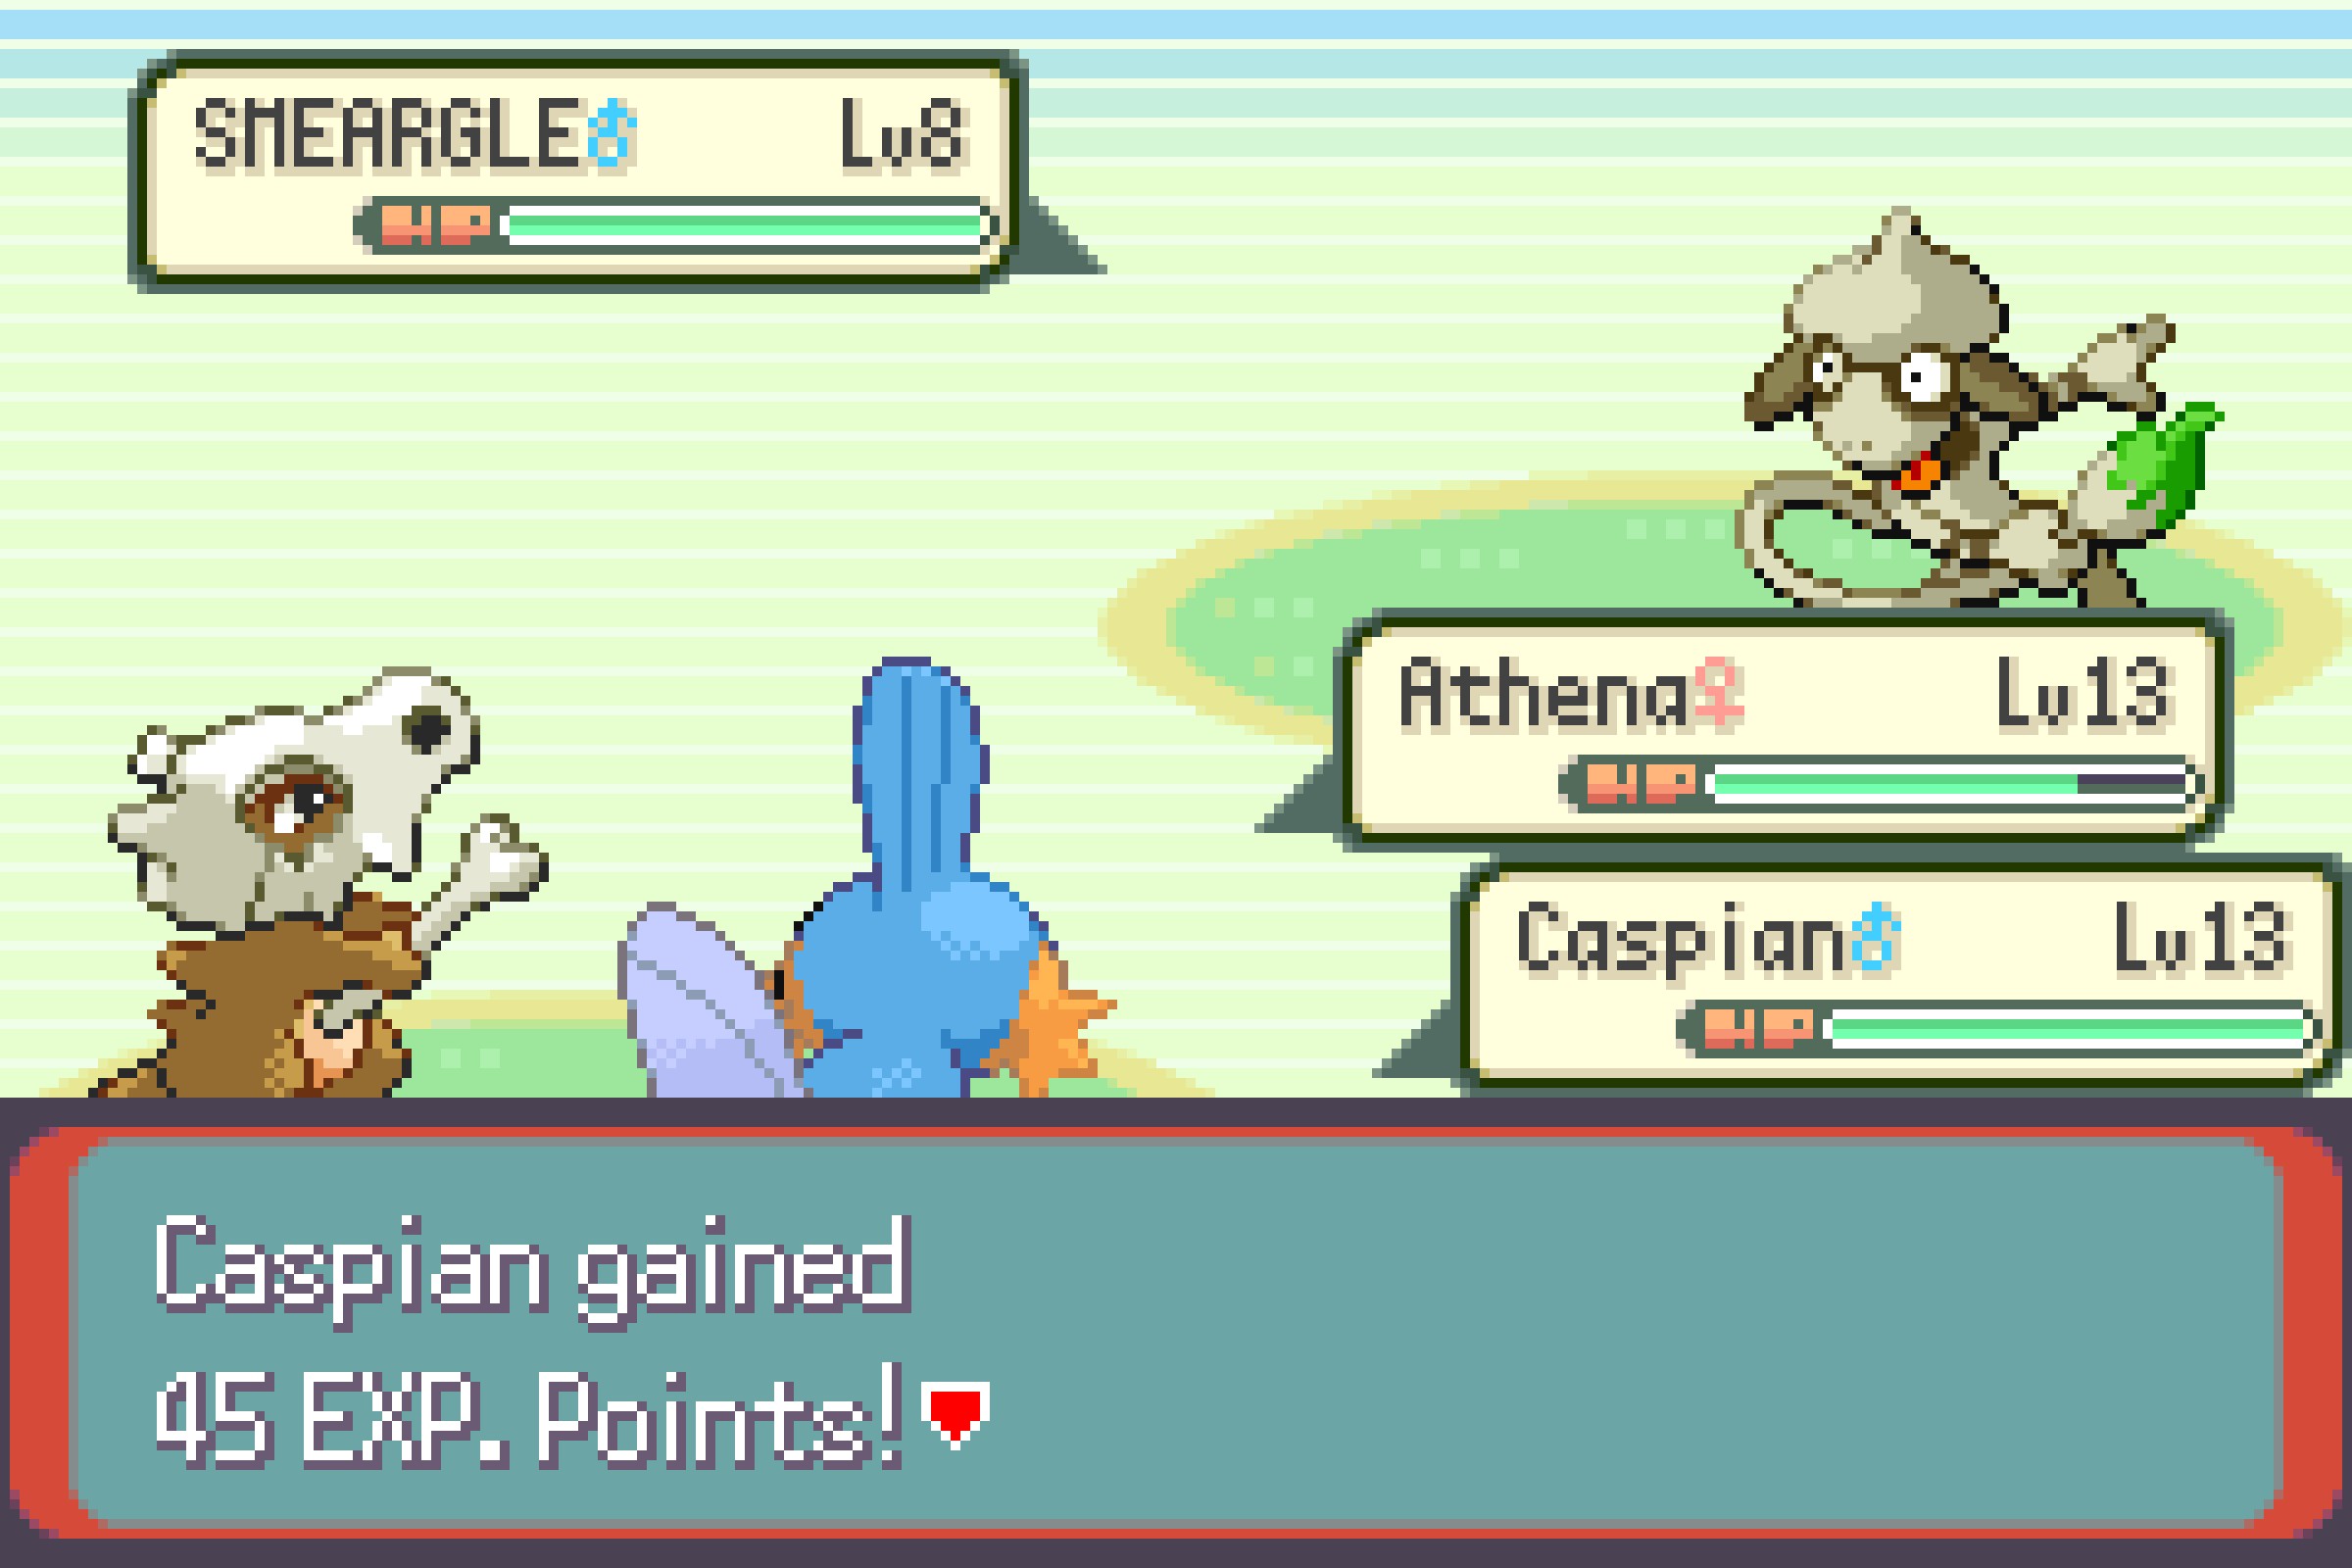 SMEARGLE♂ Lv8
HP
Athena♀ Lv13
HP
Caspian♂ Lv13
HP
Caspian gained
45 EXP. Points!